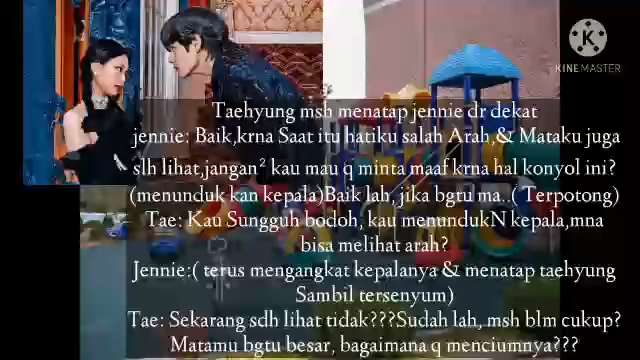 KINEMASTER
Taehyung msh menatap jennie dr dekat
jennie: Baik,krna Saat itu hatiku salah Arah,& Mataku juga
slh lihat,jangan² kau mau q minta maaf krna hal konyol ini?
(menunduk kan kepala)Baik lah, jika bgtu ma..( Terpotong)
Tae: Kau Sungguh bodoh, kau mendudukN kepala,mna
bisa melihat arah?
Jennie:( terus mengangkat kepalanya & menatap taehyung
Sambil tersenyum)
Tae: Sekarang sdh lihat tidak???Sudah lah, msh blm cukup?
Matamu bgtu besar, bagaimana q menciumnya???